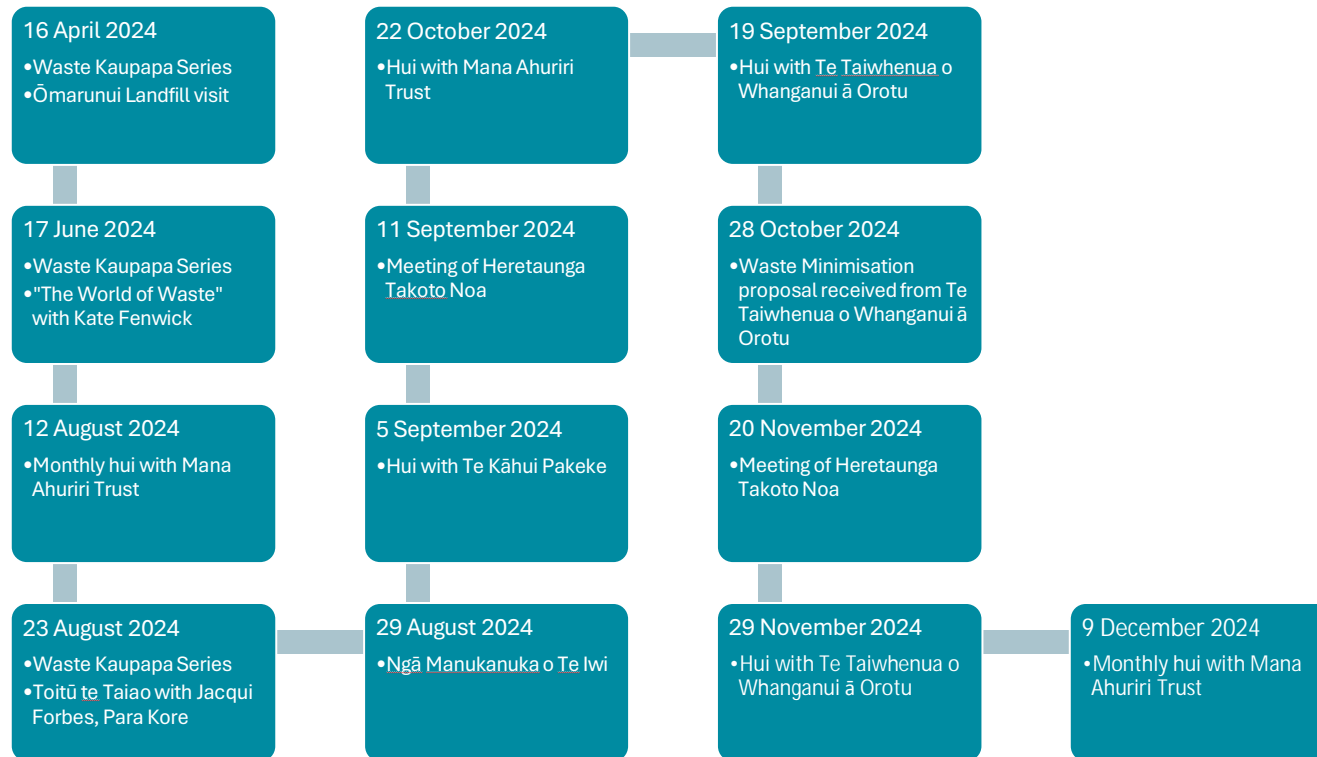 16 April 2024
•Waste Kaupapa Series
•Ōmarunui Landfill visit
17 June 2024
•Waste Kaupapa Series
•"The World of Waste"
with Kate Fenwick
12 August 2024
•Monthly hui with Mana
Ahuriri Trust
23 August 2024
•Waste Kaupapa Series
•Toitū te Taiao with Jacqui
Forbes, Para Kore
29 August 2024
•Ngā Manukanuka o Te Iwi
5 September 2024
•Hui with Te Kāhui Pakeke
11 September 2024
•Meeting of Heretaunga
Takoto Noa
22 October 2024
•Hui with Mana Ahuriri
Trust
19 September 2024
•Hui with Te Taiwhenua o
Whanganui ā Orotu
28 October 2024
•Waste Minimisation
proposal received from Te
Taiwhenua o Whanganui ā
Orotu
20 November 2024
•Meeting of Heretaunga
Takoto Noa
29 November 2024
•Hui with Te Taiwhenua o
Whanganui ā Orotu
9 December 2024
•Monthly hui with Mana
Ahuriri Trust